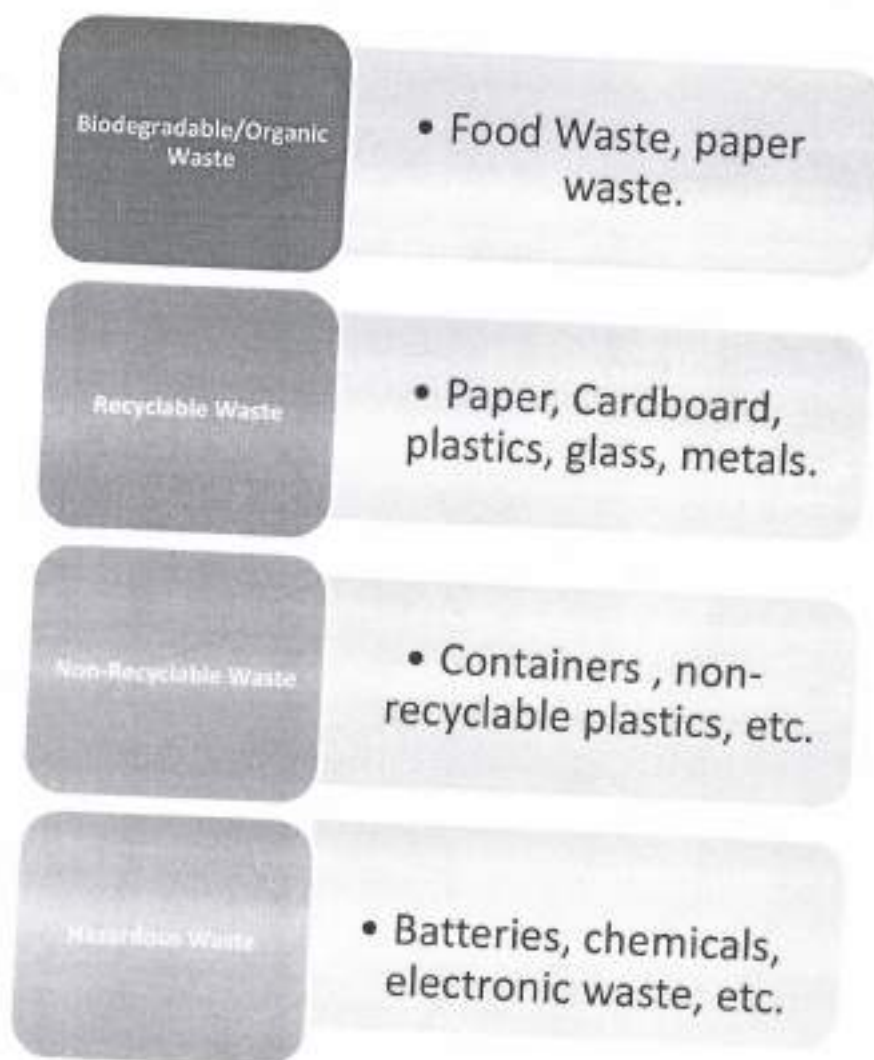 Biodegradable/Organic
Waste
• Food Waste, paper
waste.
Recyclable Waste
• Paper, Cardboard,
plastics, glass, metals.
Non-Recyclable Waste
• Containers , non-
recyclable plastics, etc.
Hazardous Waste
• Batteries, chemicals,
electronic waste, etc.